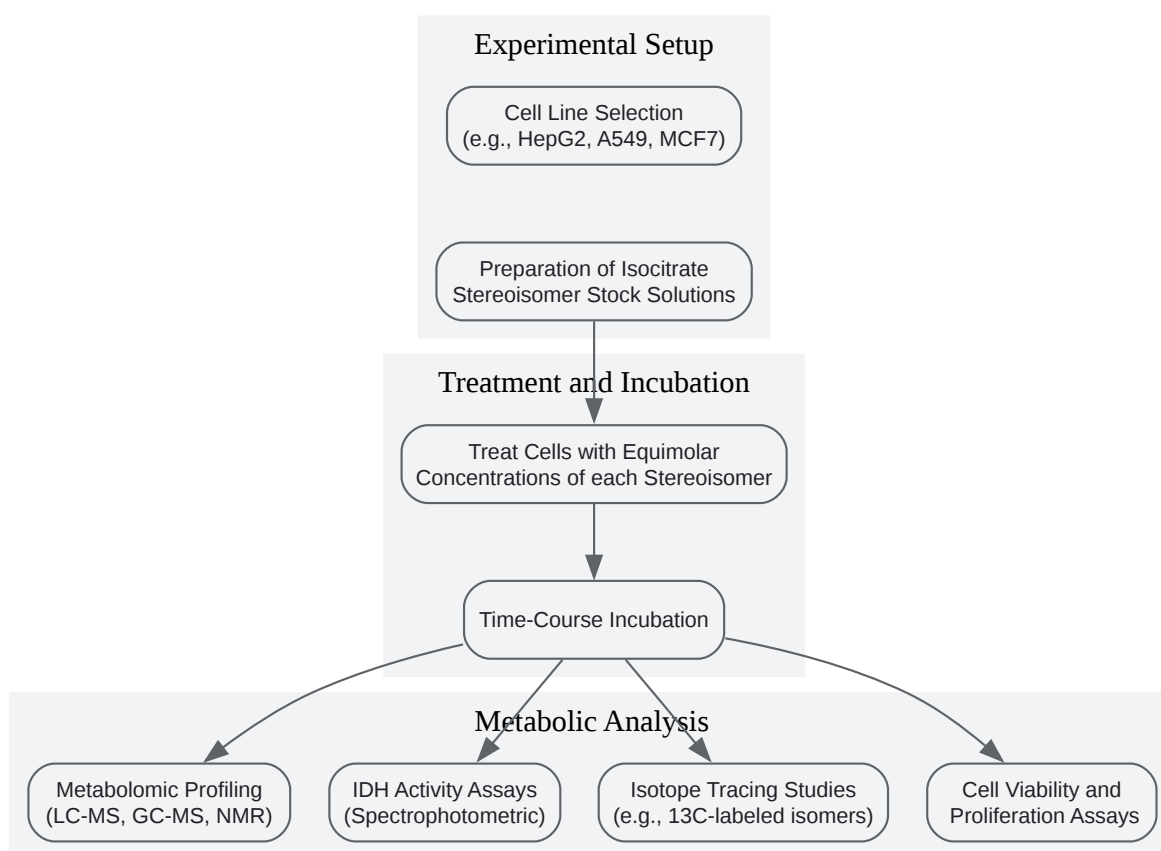 Experimental Setup
Cell Line Selection
(e.g., HepG2, A549, MCF7)
Preparation of Isocitrate
Stereoisomer Stock Solutions
Treatment and Incubation
Treat Cells with Equimolar
Concentrations of each Stereoisomer
Time-Course Incubation
Metabolic Analysis
Metabolomic Profiling
(LC-MS, GC-MS, NMR)
IDH Activity Assays
(Spectrophotometric)
Isotope Tracing Studies
(e.g., 13C-labeled isomers)
Cell Viability and
Proliferation Assays